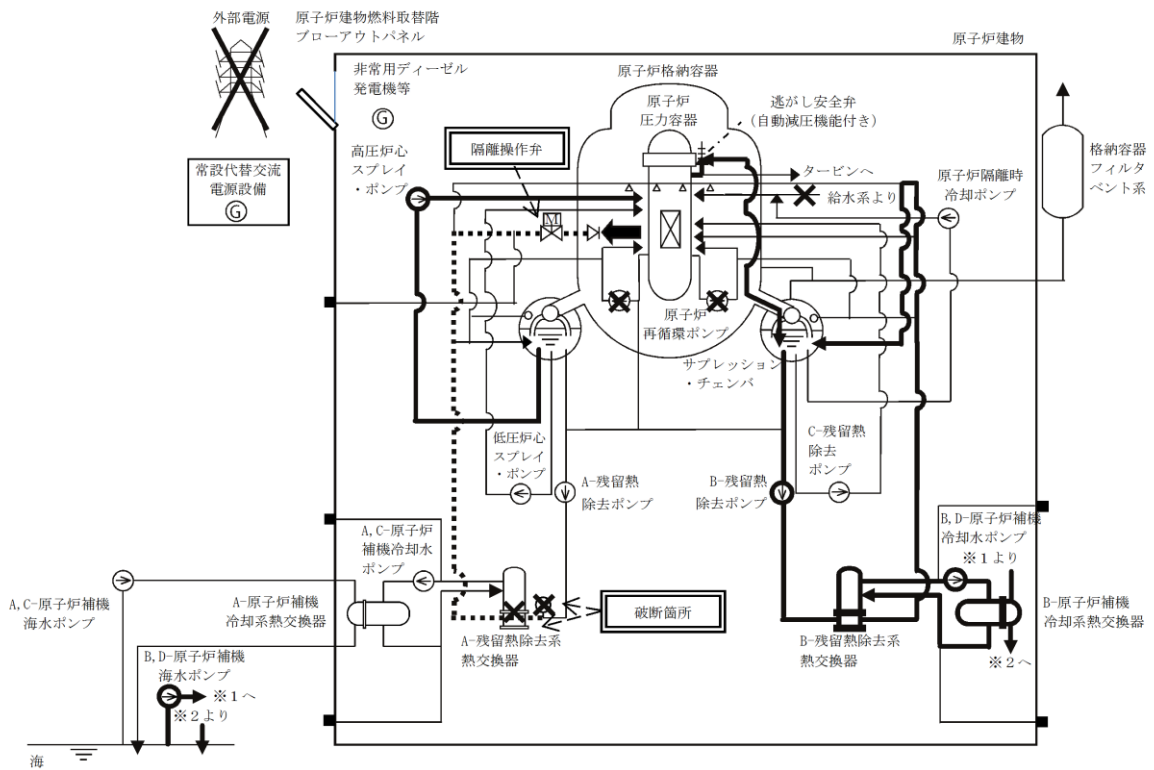 外部電源
原子炉建物燃料取替階
ブローアウトパネル
原子炉建物
非常用ディーゼル
発電機等
G
原子炉格納容器
原子炉
圧力容器
逃がし安全弁
(自動減圧機能付き)
隔離操作弁
常設代替交流
電源設備
G
高圧炉心
スプレイ
・ポンプ
タービンへ
給水系より
原子炉隔離時
冷却ポンプ
格納容器
フィルタ
ベント系
M
原子炉
再循環ポンプ
サプレッション
・チェンバ
低圧炉心
スプレイ
・ポンプ
A-残留熱
除去ポンプ
B-残留熱
除去ポンプ
C-残留熱
除去
ポンプ
A,C-原子炉
補機冷却水
ポンプ
B,D-原子炉補機
冷却水ポンプ
※1より
A,C-原子炉補機
海水ポンプ
A-原子炉補機
冷却系熱交換器
破断箇所
A-残留熱除去系
熱交換器
B-残留熱除去系
熱交換器
B-原子炉補機
冷却系熱交換器
※2へ
B,D-原子炉補機
海水ポンプ
※1へ
※2より
海